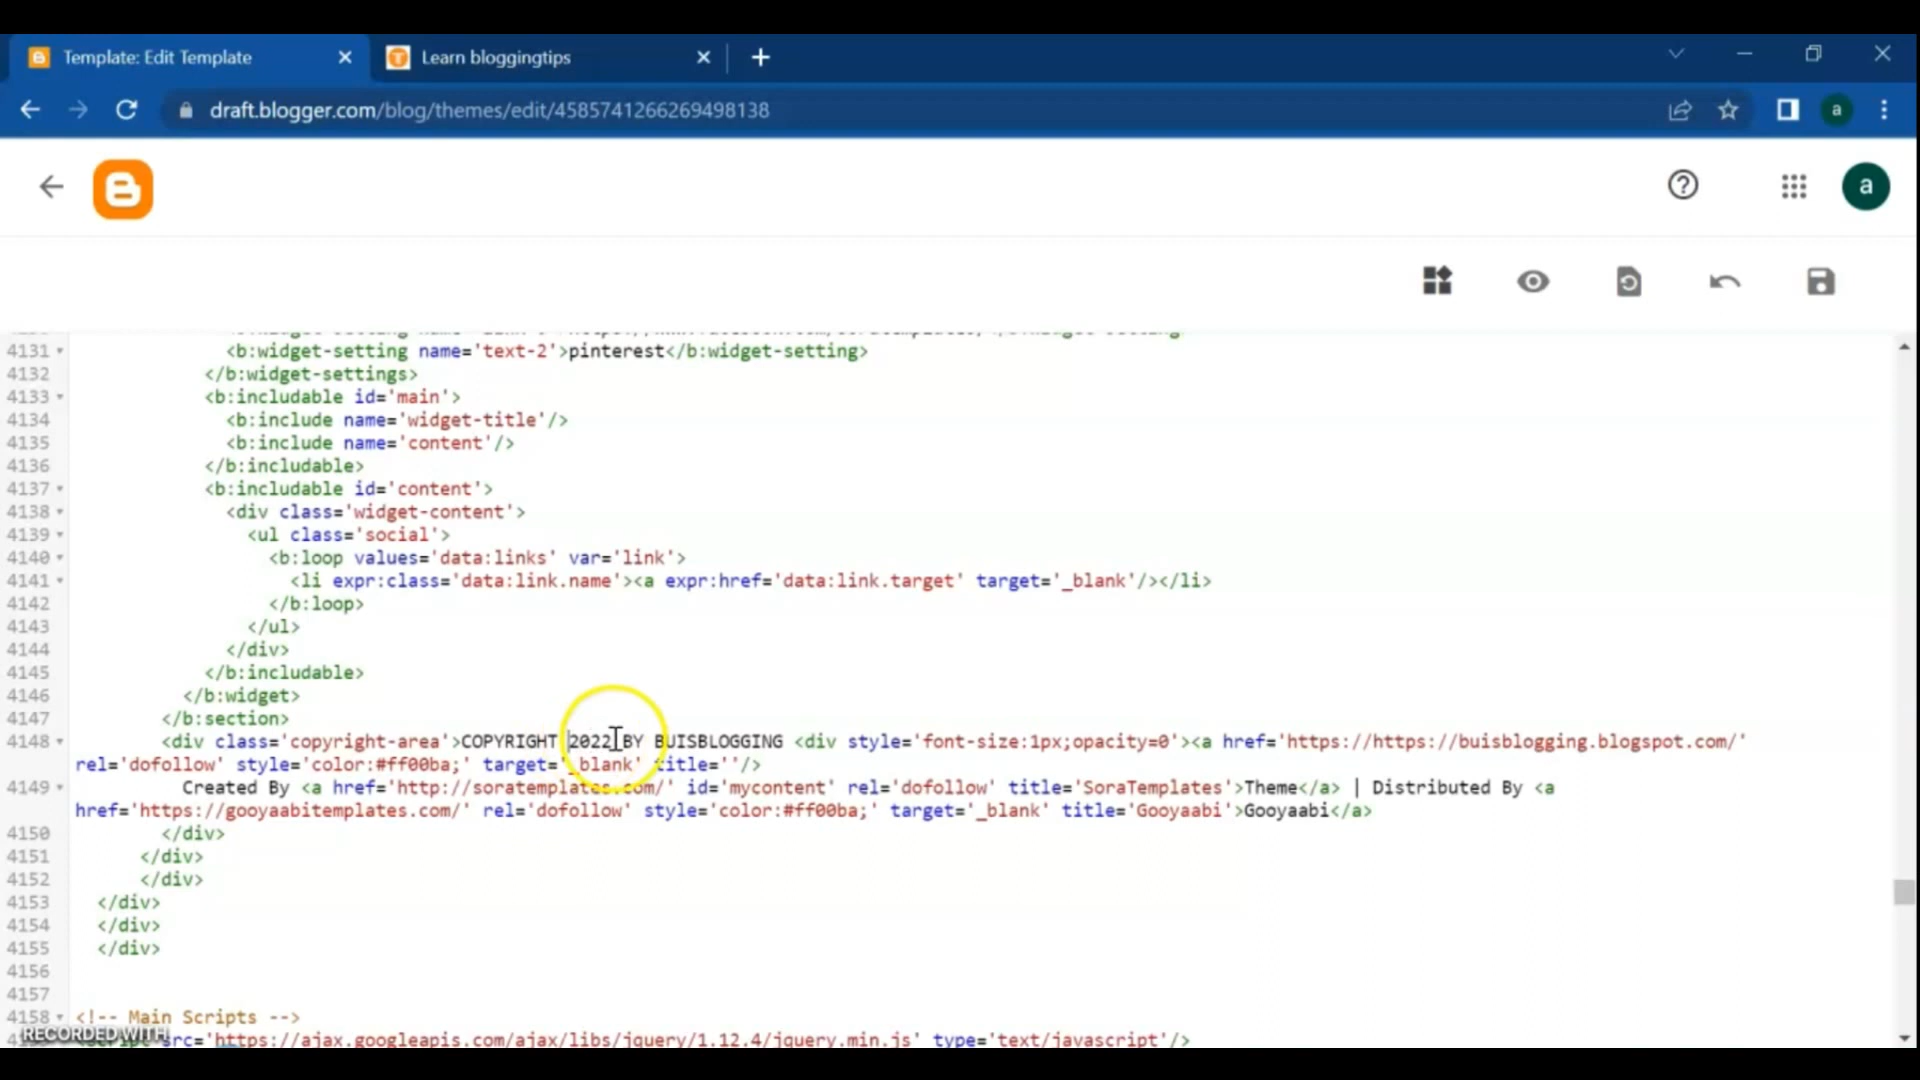 Template: Edit Template
Learn bloggingtips
draft.blogger.com/blog/themes/edit/4585741266269498138
a
a
4131 <b:widget-setting name='text-2'>pinterest</b:widget-setting>
4132 </b:widget-settings>
4133 <b:includable id='main'>
4134 <b:include name='widget-title'/>
4135 <b:include name='content'/>
4136 </b:includable>
4137 <b:includable id='content'>
4138 <div class='widget-content'>
4139 <ul class='social'>
4140 <b:loop values='data:links' var='link'>
4141 <li expr:class='data:link.name'><a expr:href='data:link.target' target='_blank'/></li>
4142 </b:loop>
4143 </ul>
4144 </div>
4145 </b:includable>
4146 </b:widget>
4147 </b:section>
4148 <div class='copyright-area'>COPYRIGHT 2022 BY BUISBLOGGING <div style='font-size:1px;opacity=0'><a href='https://https://buisblogging.blogspot.com/'
rel='dofollow' style='color:#ff00ba;' target='_blank' title=''/>
4149 Created By <a href='http://soratemplates.com/' id='mycontent' rel='dofollow' title='SoraTemplates'>Theme</a> | Distributed By <a
href='https://gooyaabitemplates.com/' rel='dofollow' style='color:#ff00ba;' target='_blank' title='Gooyaabi'>Gooyaabi</a>
4150 </div>
4151 </div>
4152 </div>
4153 </div>
4154 </div>
4155 </div>
4156
4157
4158 <!-- Main Scripts -->
src='https://ajax.googleapis.com/ajax/libs/jquery/1.12.4/jquery.min.js' type='text/javascript'/>
RECORDED WITH